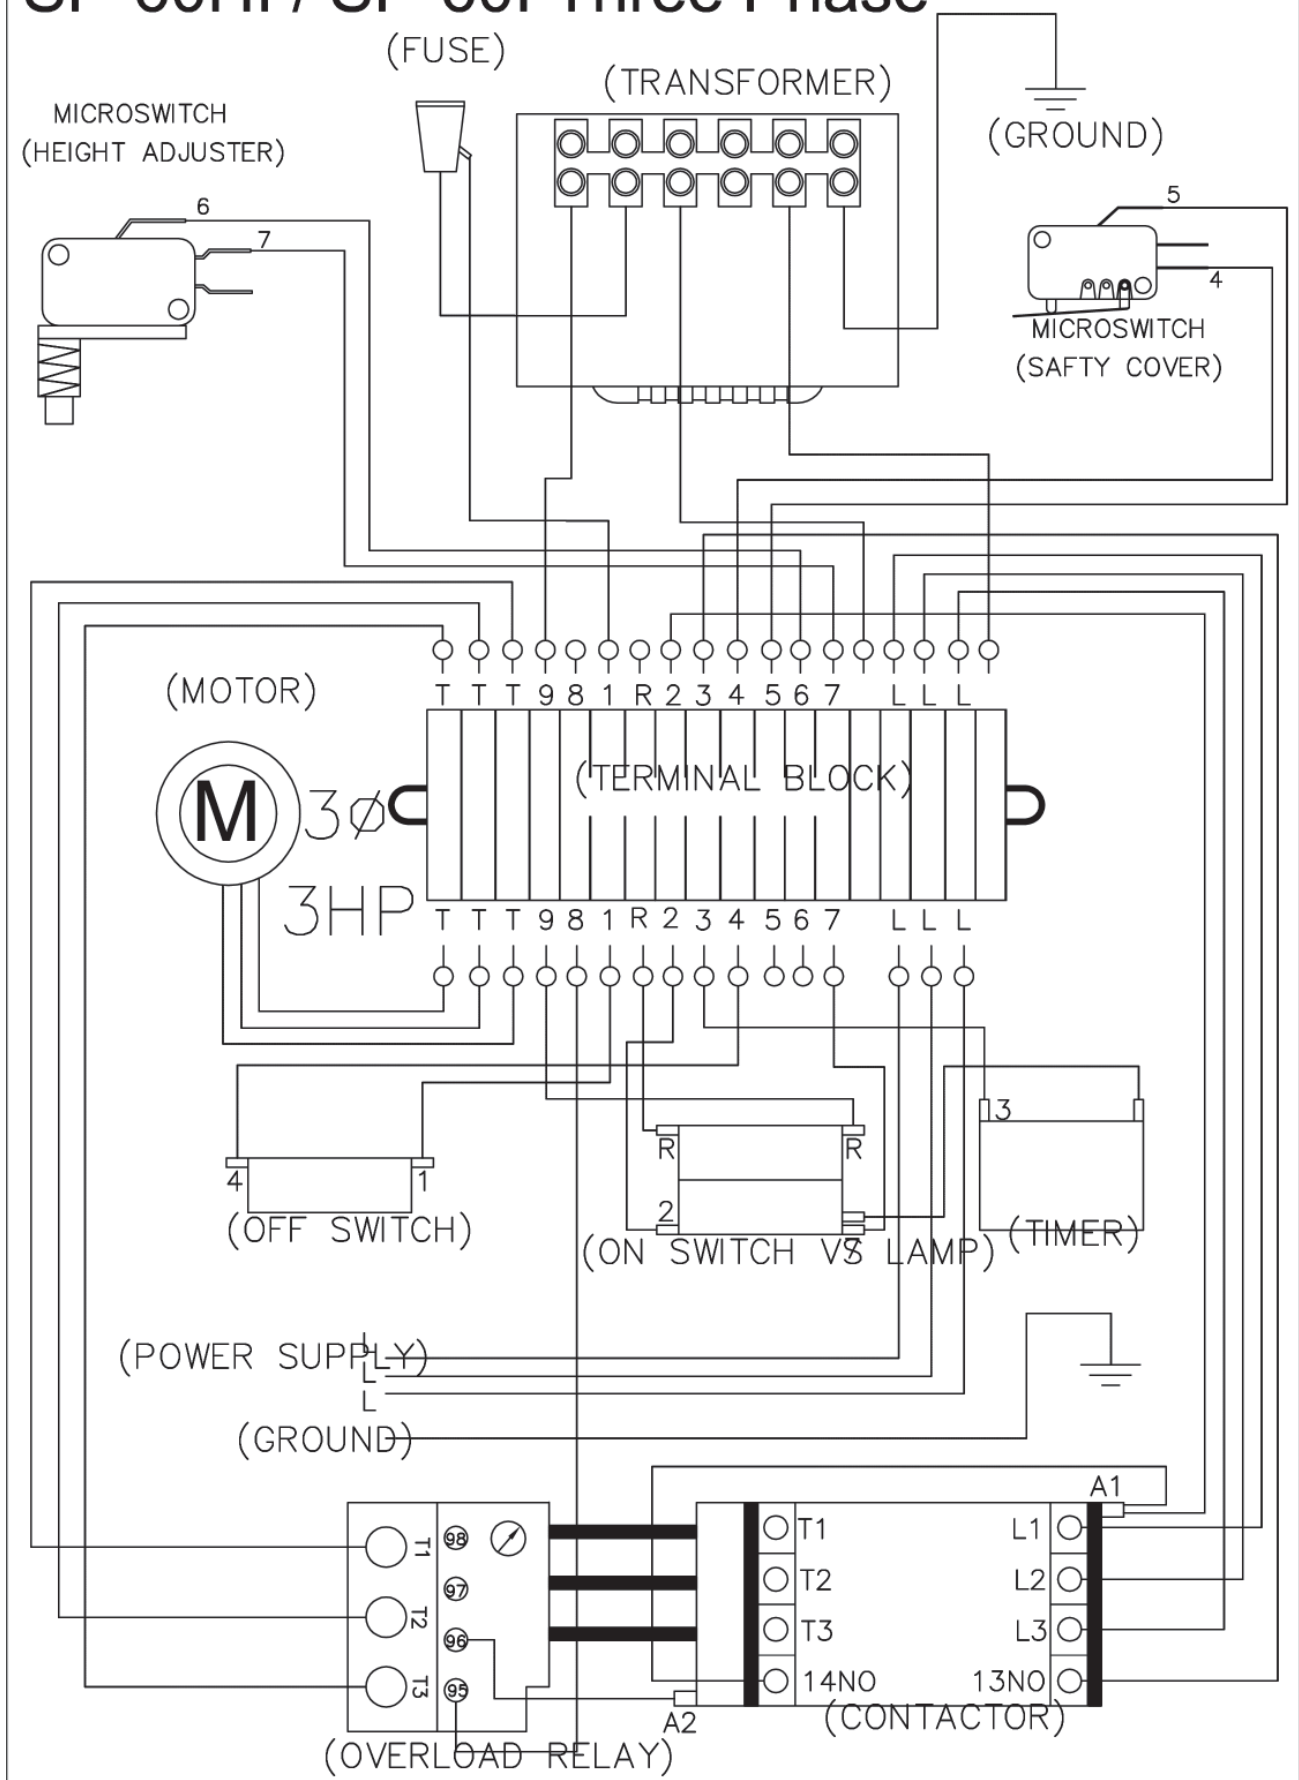 Three Phase
(FUSE)
(TRANSFORMER)
(GROUND)
MICROSWITCH
(HEIGHT ADJUSTER)
6
7
5
4
MICROSWITCH
(SAFTY COVER)
T T T 9 8 1 R 2 3 4 5 6 7 L L L
(MOTOR)
(TERMINAL BLOCK)
M 3Ø
3HP
T T T 9 8 1 R 2 3 4 5 6 7 L L L
3
R R
4 1
2
(OFF SWITCH)
(ON SWITCH VS LAMP)
7
(TIMER)
L
(POWER SUPPLY)
L
L
(GROUND)
A1
T1 98 T1 L1
97 T2 L2
T2 96 T3 L3
T3 95 14NO 13NO
A2
(CONTACTOR)
(OVERLOAD RELAY)